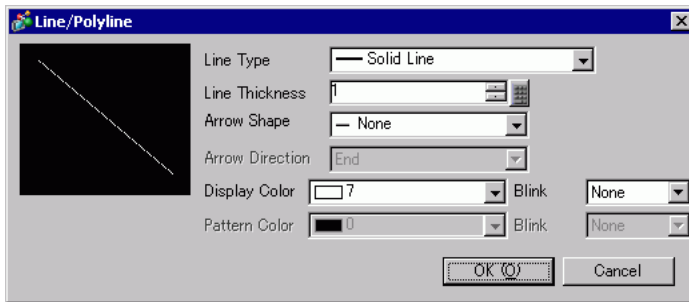 Line/Polyline
Line Type
Solid Line
Line Thickness
1
Arrow Shape
None
Arrow Direction
End
Display Color
7
Blink
None
Pattern Color
0
Blink
None
OK (O)
Cancel